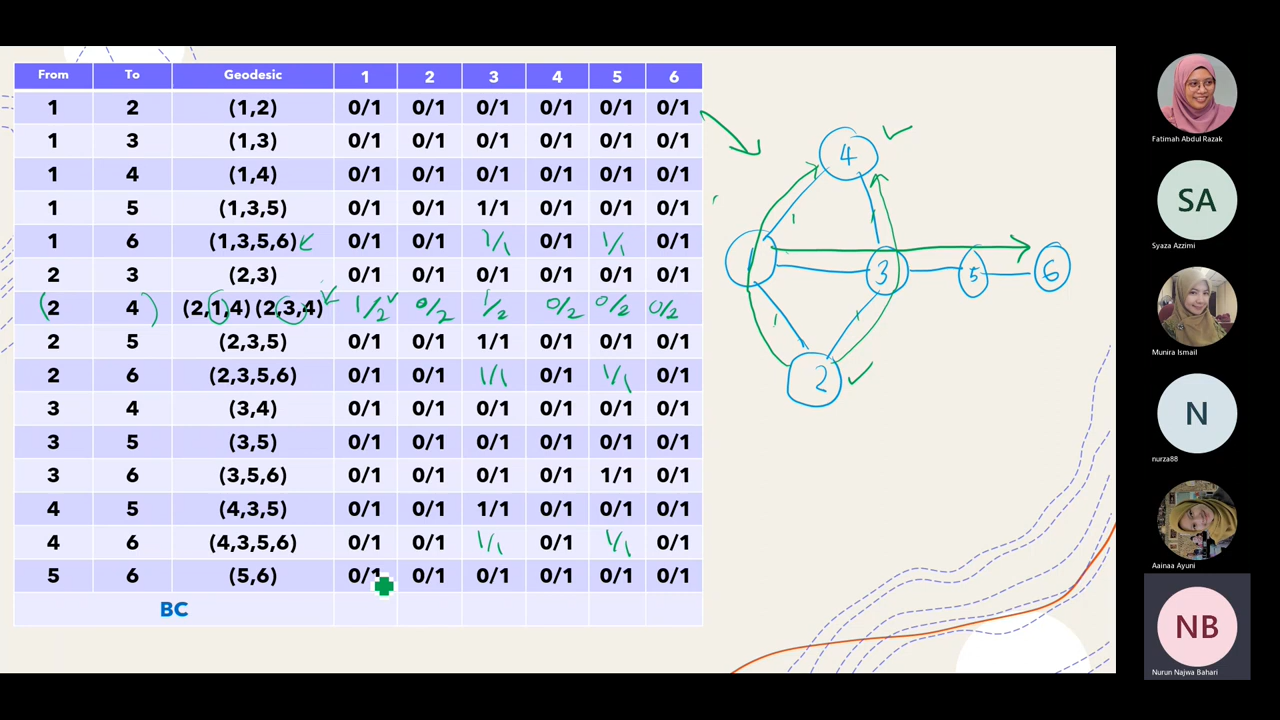 From To Geodesic 1 2 3 4 5 6
1 2 (1,2) 0/1 0/1 0/1 0/1 0/1 0/1
1 3 (1,3) 0/1 0/1 0/1 0/1 0/1 0/1
1 4 (1,4) 0/1 0/1 0/1 0/1 0/1 0/1
1 5 (1,3,5) 0/1 0/1 1/1 0/1 0/1 0/1
1 6 (1,3,5,6) 0/1 0/1 1/1 0/1 1/1 0/1
2 3 (2,3) 0/1 0/1 0/1 0/1 0/1 0/1
(2 4) (2,1,4) (2,3,4) 1/2 0/2 1/2 0/2 0/2 0/2
2 5 (2,3,5) 0/1 0/1 1/1 0/1 0/1 0/1
2 6 (2,3,5,6) 0/1 0/1 1/1 0/1 1/1 0/1
3 4 (3,4) 0/1 0/1 0/1 0/1 0/1 0/1
3 5 (3,5) 0/1 0/1 0/1 0/1 0/1 0/1
3 6 (3,5,6) 0/1 0/1 0/1 0/1 1/1 0/1
4 5 (4,3,5) 0/1 0/1 1/1 0/1 0/1 0/1
4 6 (4,3,5,6) 0/1 0/1 1/1 0/1 1/1 0/1
5 6 (5,6) 0/1 0/1 0/1 0/1 0/1 0/1
BC
4
1 1
1 3 5 6
1 1
2
Fatimah Abdul Razak
SA
Syaza Azzimi
Munira Ismail
N
nurza88
Aainaa Ayuni
NB
Nurun Najwa Bahari